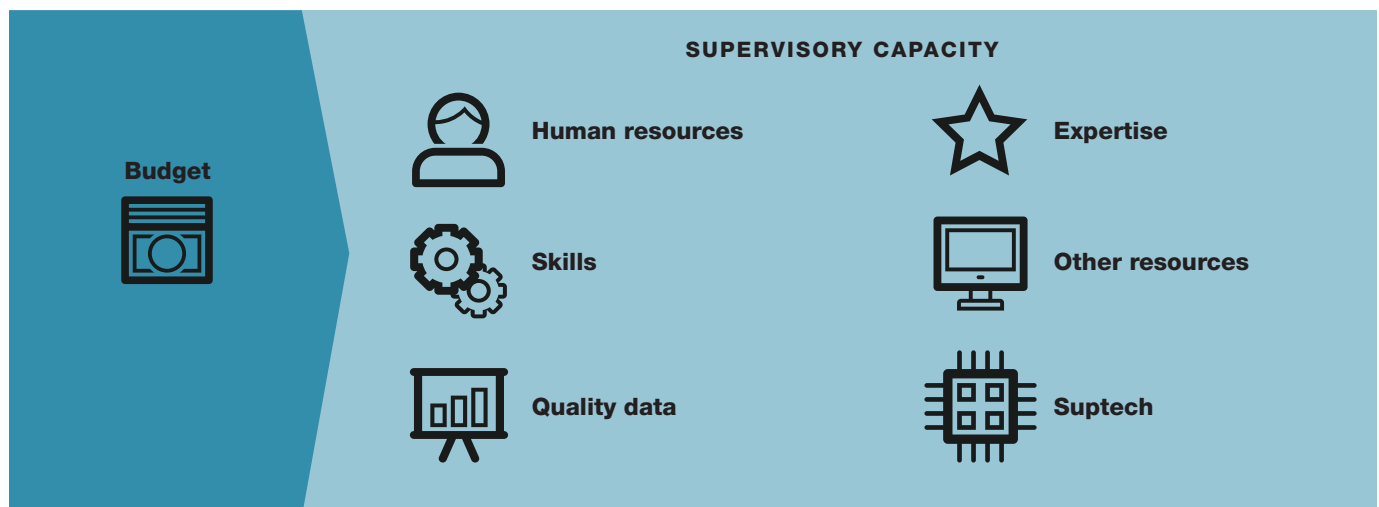 SUPERVISORY CAPACITY
Budget
Human resources
Expertise
Skills
Other resources
Quality data
Suptech